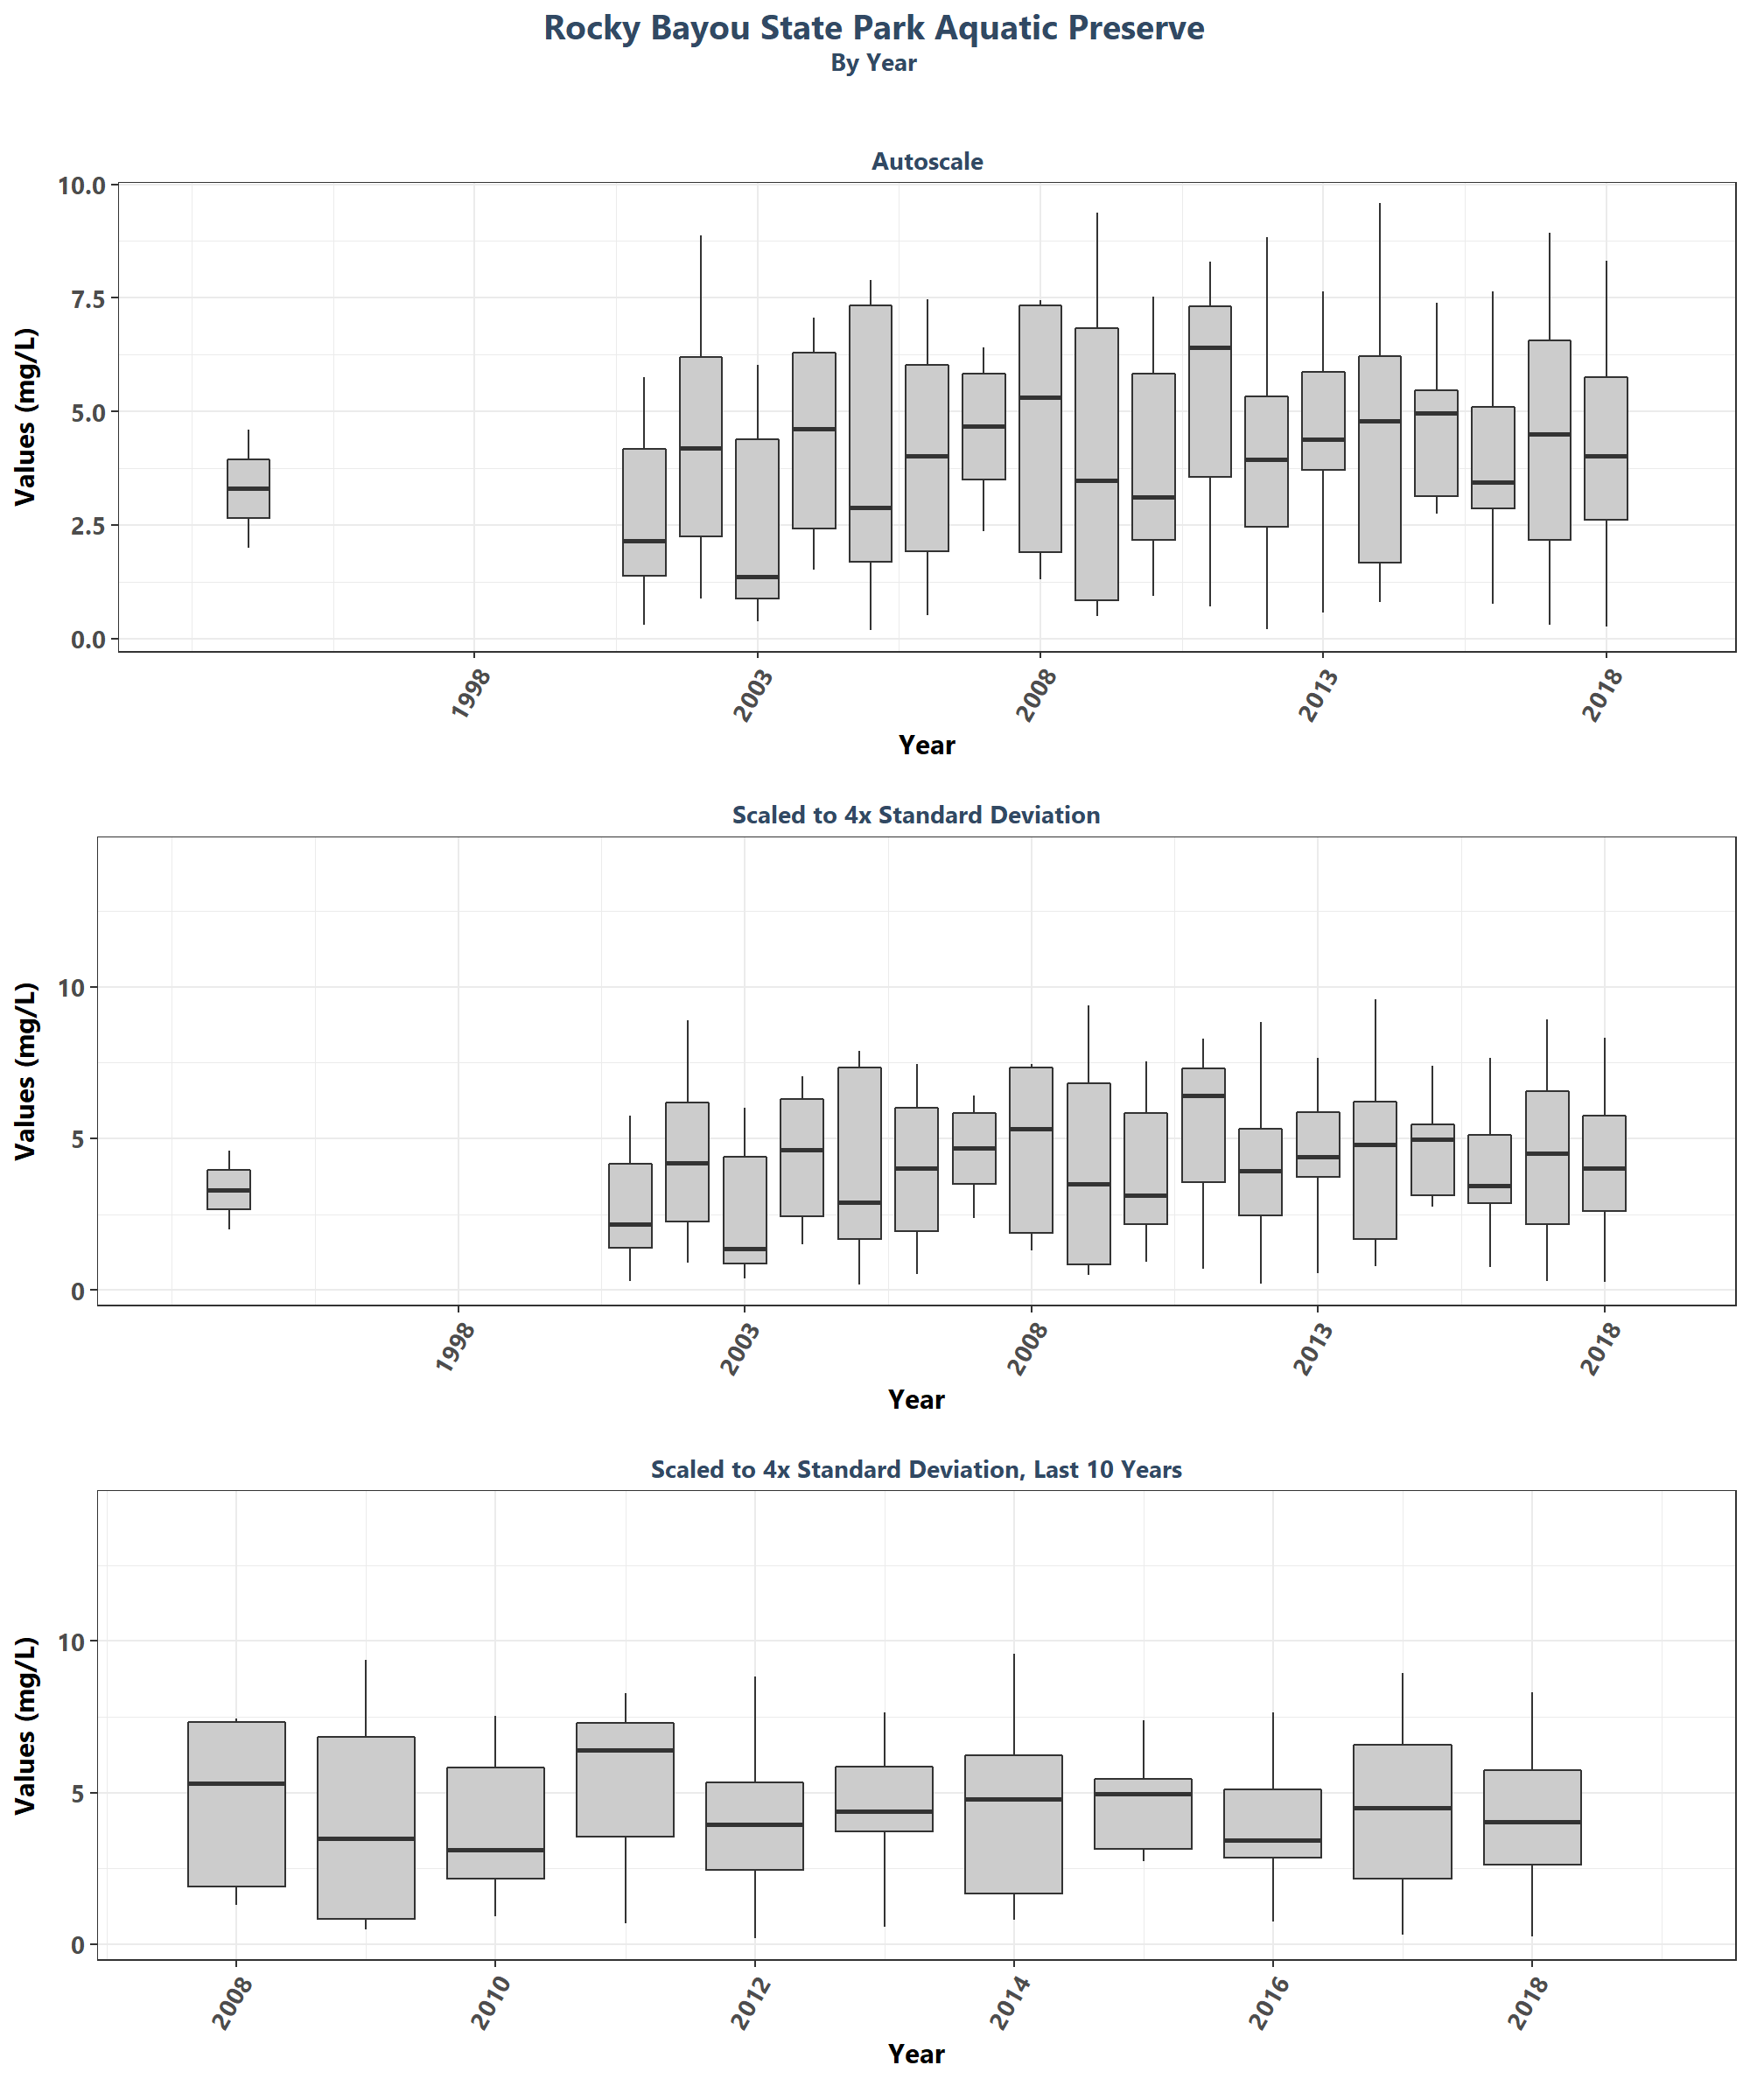 Rocky Bayou State Park Aquatic Preserve
By Year
Autoscale
Values (mg/L)
10.0
7.5
5.0
2.5
0.0
1998
2003
2008
2013
2018
Year
Scaled to 4x Standard Deviation
Values (mg/L)
10
5
0
1998
2003
2008
2013
2018
Year
Scaled to 4x Standard Deviation, Last 10 Years
Values (mg/L)
10
5
0
2008
2010
2012
2014
2016
2018
Year